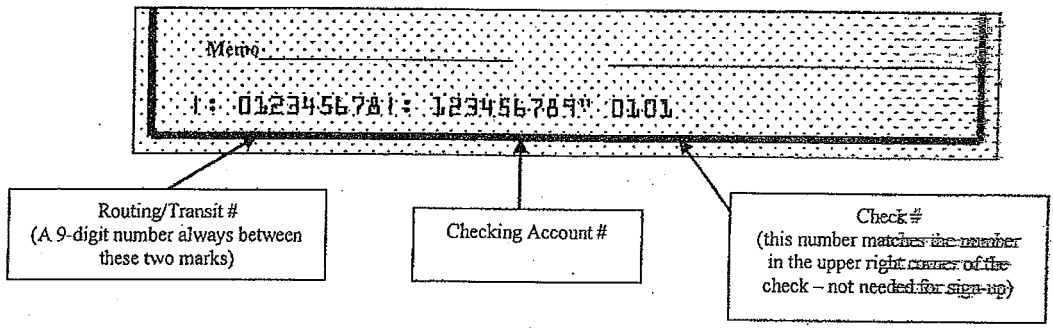 Memo
|: 012345678|: 123456789" 0101
Routing/Transit #
(A 9-digit number always between
these two marks)
Checking Account #
Check #
(this number matches the number
in the upper right corner of the
check – not needed for sign-up)